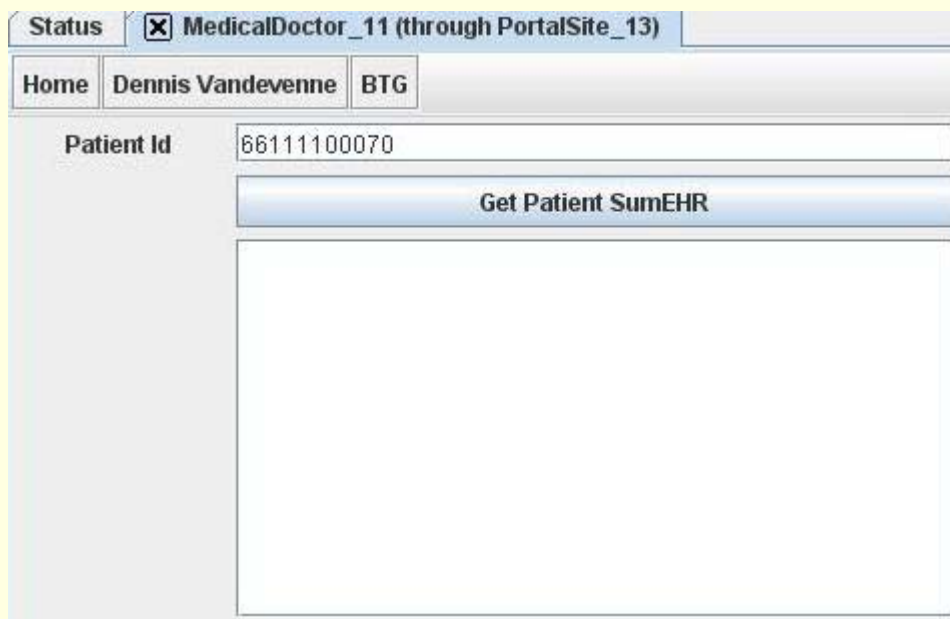 Status MedicalDoctor_11 (through PortalSite_13)
Home Dennis Vandevenne BTG
Patient Id 66111100070
Get Patient SumEHR